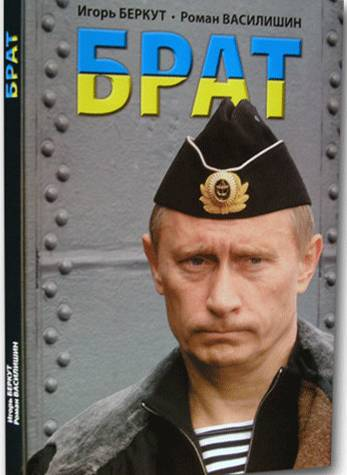 Игорь БЕРКУТ • Роман ВАСИЛИШИН
БРАТ
БРАТ
Игорь БЕРКУТ
Роман ВАСИЛИШИН